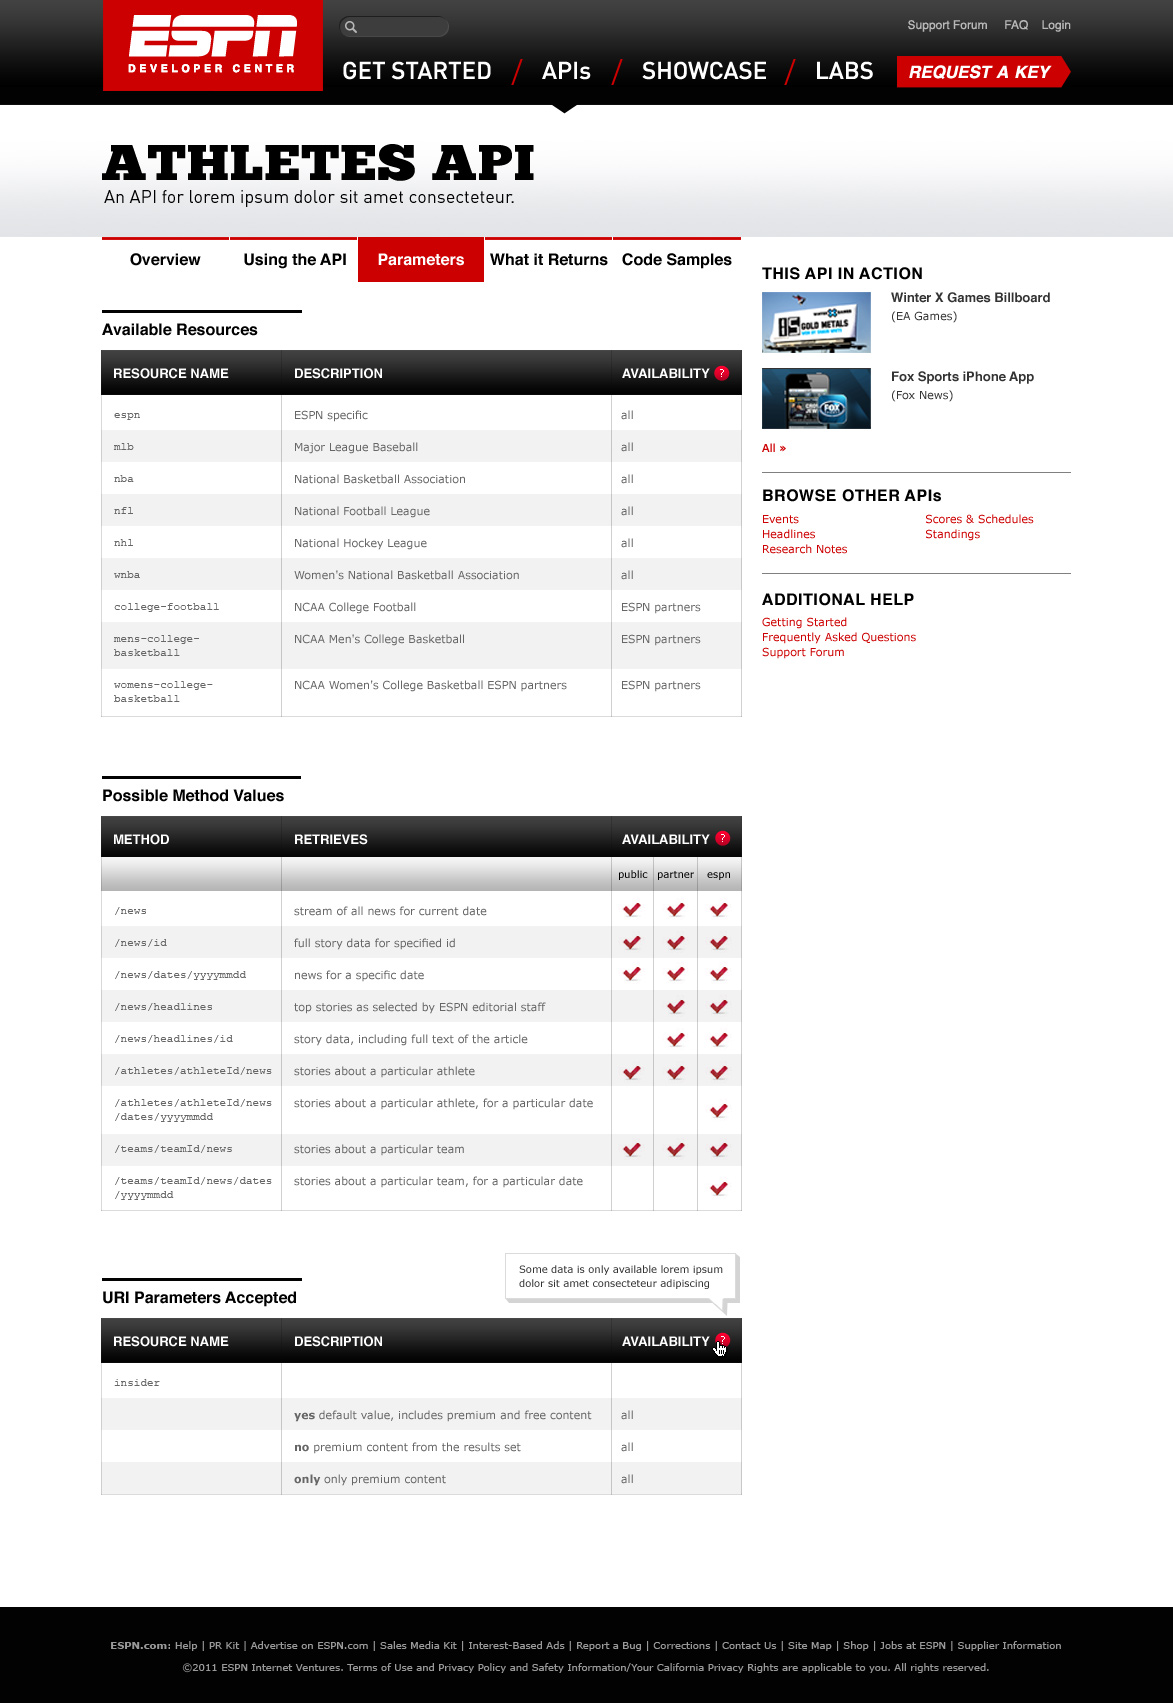 ESPN
DEVELOPER CENTER
Support Forum FAQ Login
GET STARTED / APIs / SHOWCASE / LABS
REQUEST A KEY
ATHLETES API
An API for lorem ipsum dolor sit amet consecteteur.
Overview Using the API Parameters What it Returns Code Samples
Available Resources
RESOURCE NAME DESCRIPTION AVAILABILITY ?
espn ESPN specific all
mlb Major League Baseball all
nba National Basketball Association all
nfl National Football League all
nhl National Hockey League all
wnba Women's National Basketball Association all
college-football NCAA College Football ESPN partners
mens-college- NCAA Men's College Basketball ESPN partners
basketball
womens-college- NCAA Women's College Basketball ESPN partners ESPN partners
basketball
Possible Method Values
METHOD RETRIEVES AVAILABILITY ?
public partner espn
/news stream of all news for current date
/news/id full story data for specified id
/news/dates/yyyymmdd news for a specific date
/news/headlines top stories as selected by ESPN editorial staff
/news/headlines/id story data, including full text of the article
/athletes/athleteId/news stories about a particular athlete
/athletes/athleteId/news stories about a particular athlete, for a particular date
/dates/yyyymmdd
/teams/teamId/news stories about a particular team
/teams/teamId/news/dates stories about a particular team, for a particular date
/yyyymmdd
Some data is only available lorem ipsum
dolor sit amet consecteteur adipiscing
URI Parameters Accepted
RESOURCE NAME DESCRIPTION AVAILABILITY ?
insider
yes default value, includes premium and free content all
no premium content from the results set all
only only premium content all
THIS API IN ACTION
WINTER X GAMES
GOLD METALS
Winter X Games Billboard
(EA Games)
FOX
Fox Sports iPhone App
(Fox News)
All »
BROWSE OTHER APIs
Events Scores & Schedules
Headlines Standings
Research Notes
ADDITIONAL HELP
Getting Started
Frequently Asked Questions
Support Forum
ESPN.com: Help | PR Kit | Advertise on ESPN.com | Sales Media Kit | Interest-Based Ads | Report a Bug | Corrections | Contact Us | Site Map | Shop | Jobs at ESPN | Supplier Information
©2011 ESPN Internet Ventures. Terms of Use and Privacy Policy and Safety Information/Your California Privacy Rights are applicable to you. All rights reserved.